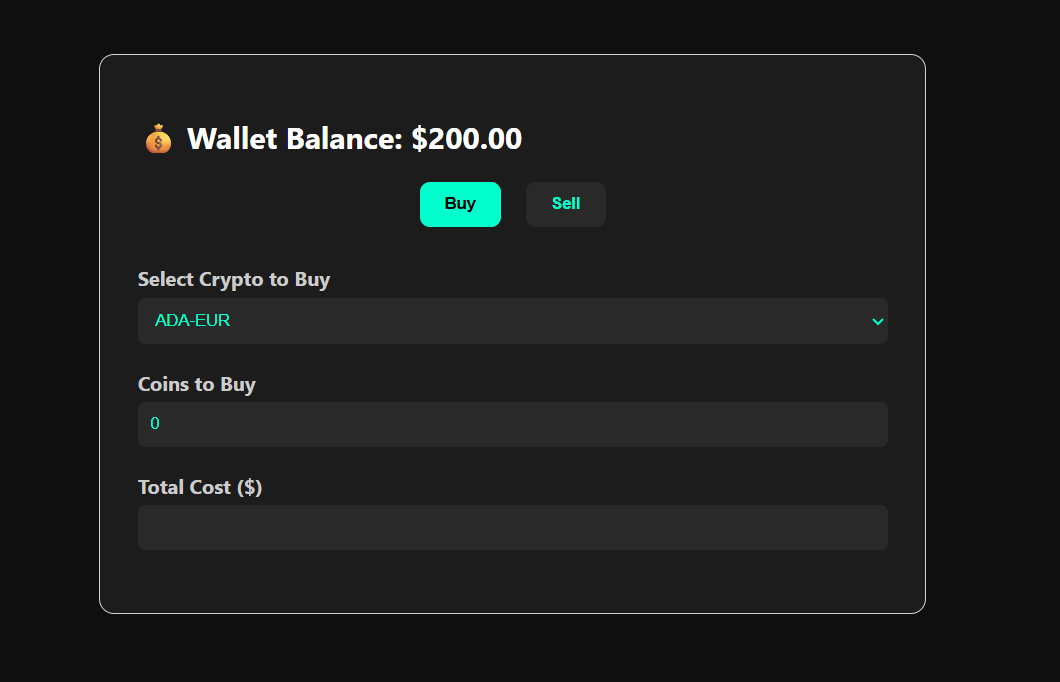 💰 Wallet Balance: $200.00
Buy Sell
Select Crypto to Buy
ADA-EUR
Coins to Buy
0
Total Cost ($)